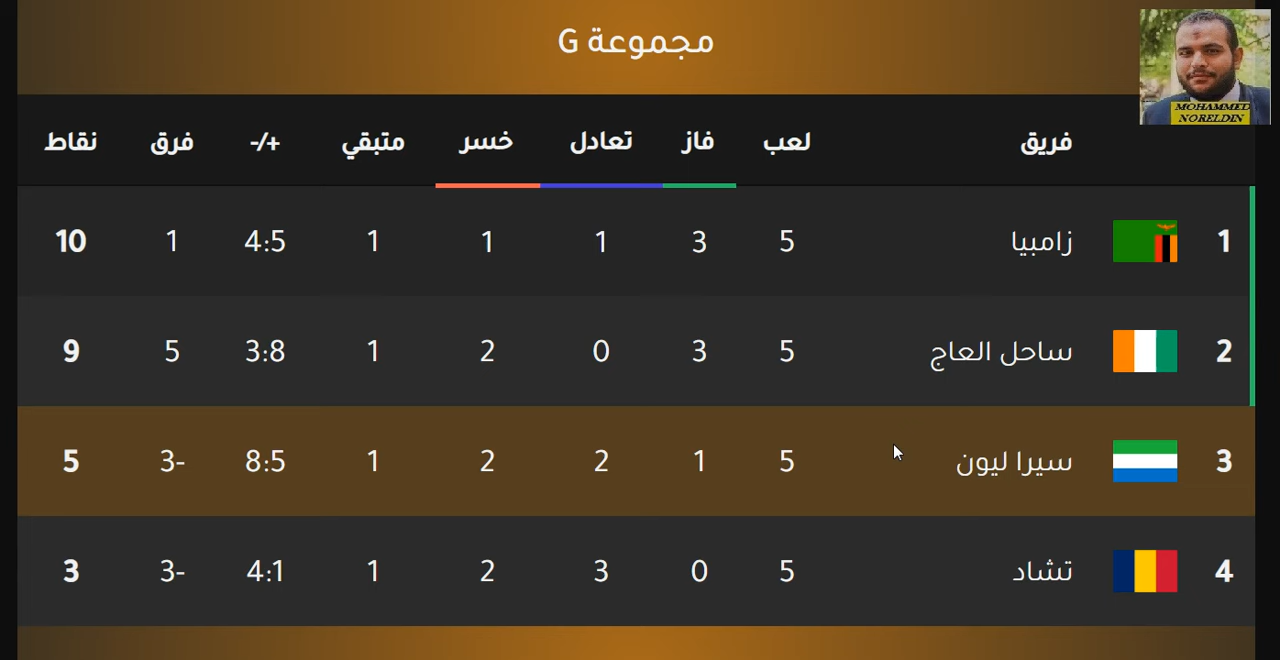 مجموعة G
MOHAMMED
NORELDIN
فريق لعب فاز تعادل خسر متبقي +/- فرق نقاط
1 زامبيا 5 3 1 1 1 4:5 1 10
2 ساحل العاج 5 3 0 2 1 3:8 5 9
3 سيرا ليون 5 1 2 2 1 8:5 3- 5
4 تشاد 5 0 3 2 1 4:1 3- 3